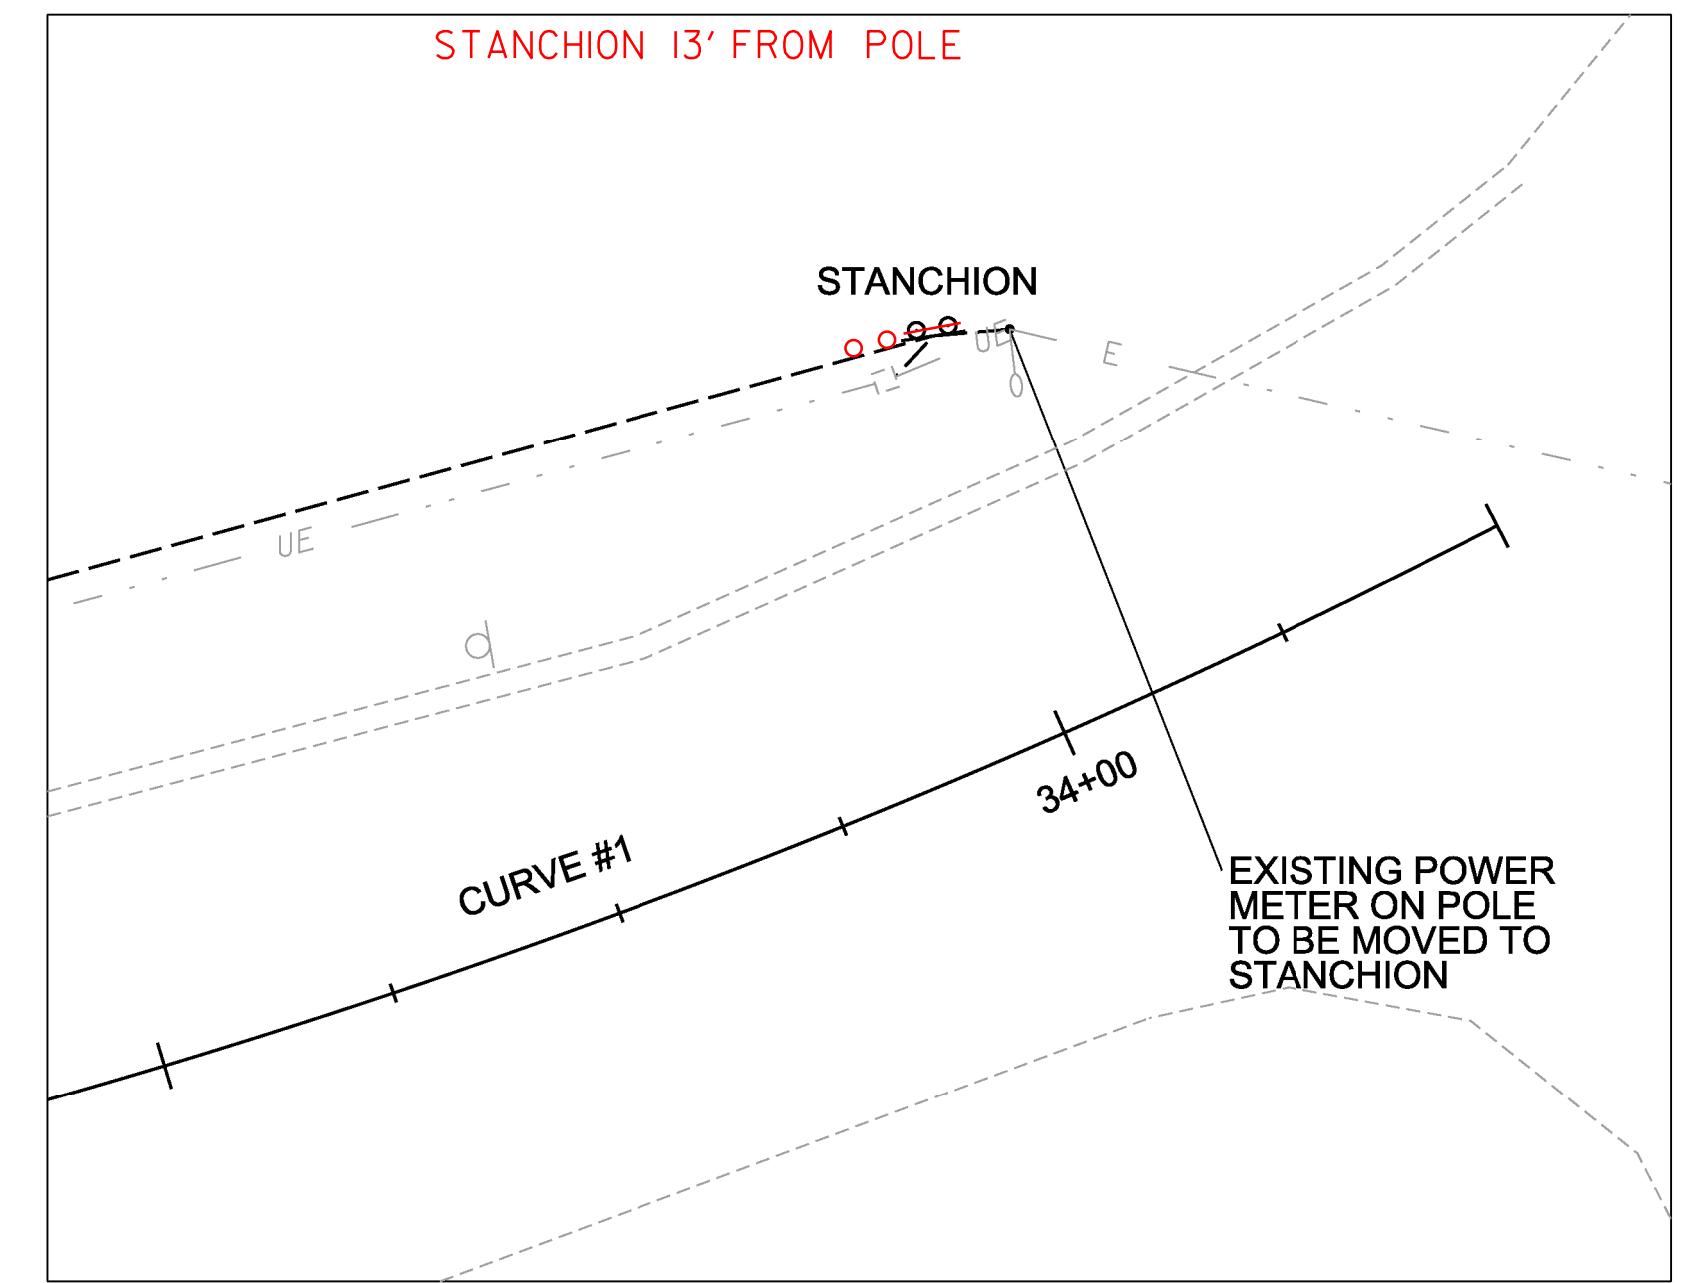 STANCHION 13' FROM POLE
STANCHION
UE
E
UE
34+00
CURVE #1
EXISTING POWER
METER ON POLE
TO BE MOVED TO
STANCHION